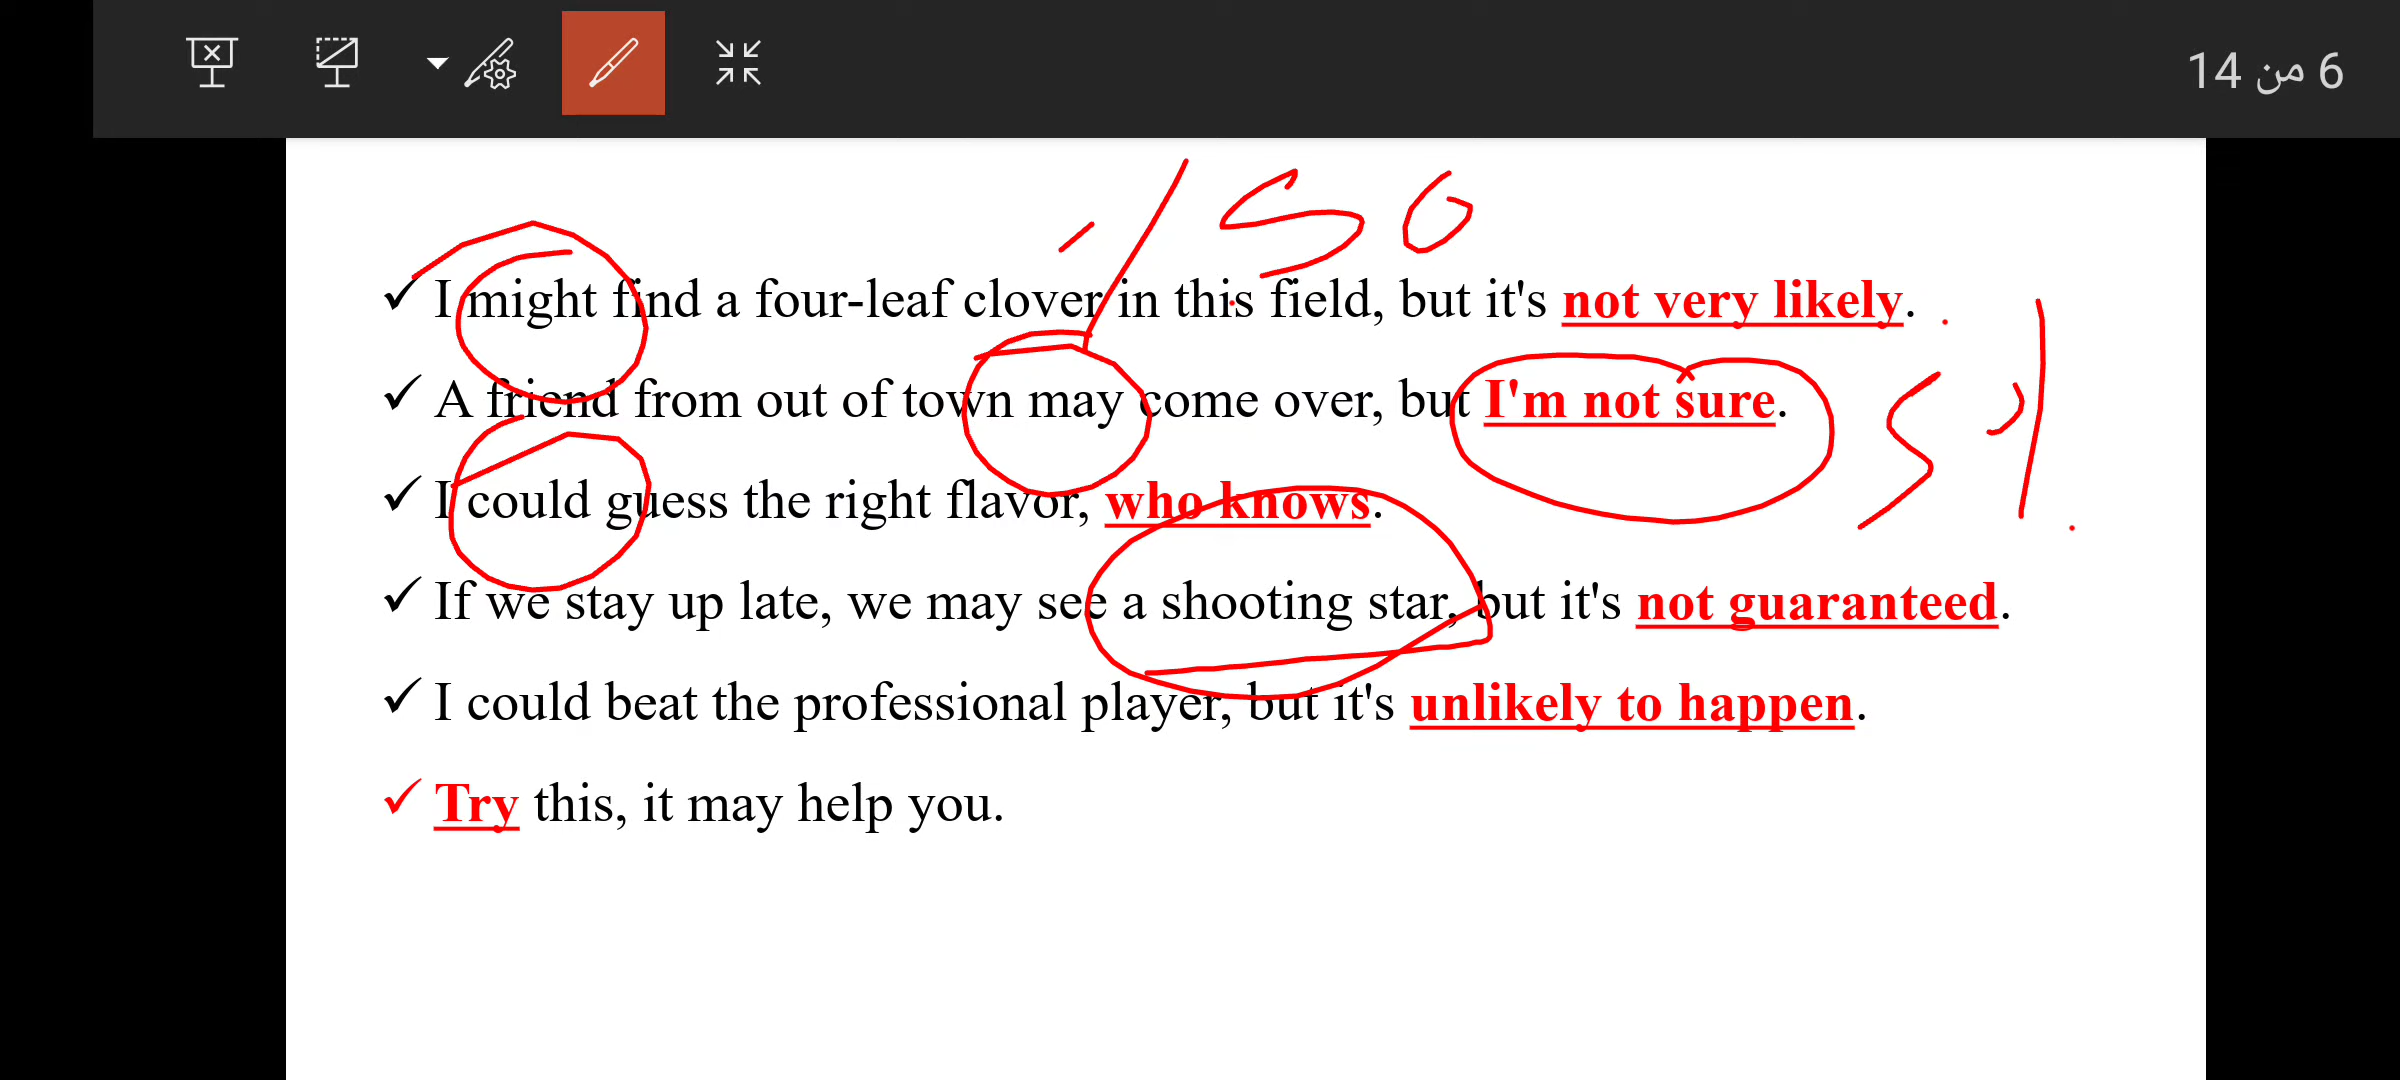 6 من 14
✓ I might find a four-leaf clover in this field, but it's not very likely.
✓ A friend from out of town may come over, but I'm not sure.
✓ I could guess the right flavor, who knows.
✓ If we stay up late, we may see a shooting star, but it's not guaranteed.
✓ I could beat the professional player, but it's unlikely to happen.
✓ Try this, it may help you.